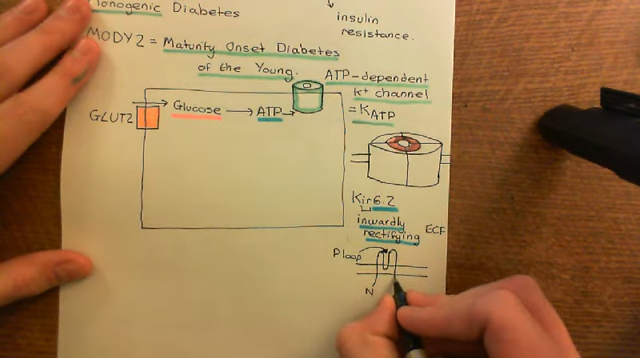 Monogenic Diabetes
insulin
resistance.
MODY2 = Maturity Onset Diabetes
of the Young.
ATP-dependent
K+ channel
= KATP
GLUT2
Glucose → ATP →
Kir6.2
inwardly
rectifying
ECF
P loop
N